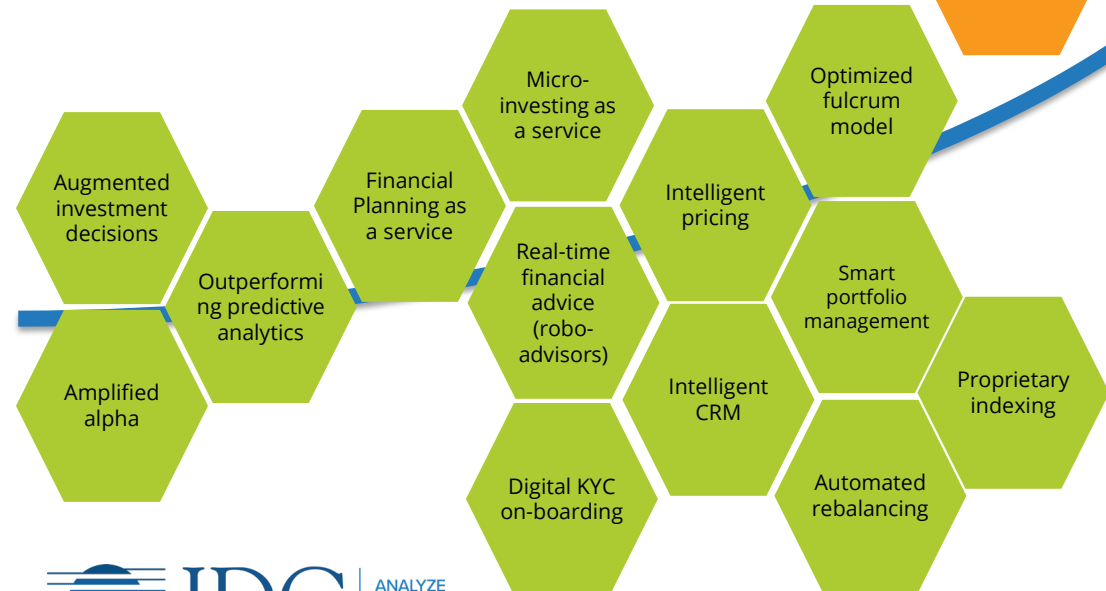 Augmented
investment
decisions
Amplified
alpha
Outperformi
ng predictive
analytics
Financial
Planning as
a service
Micro-
investing as
a service
Real-time
financial
advice
(robo-
advisors)
Digital KYC
on-boarding
Intelligent
pricing
Intelligent
CRM
Optimized
fulcrum
model
Smart
portfolio
management
Automated
rebalancing
Proprietary
indexing
IDC
ANALYZE